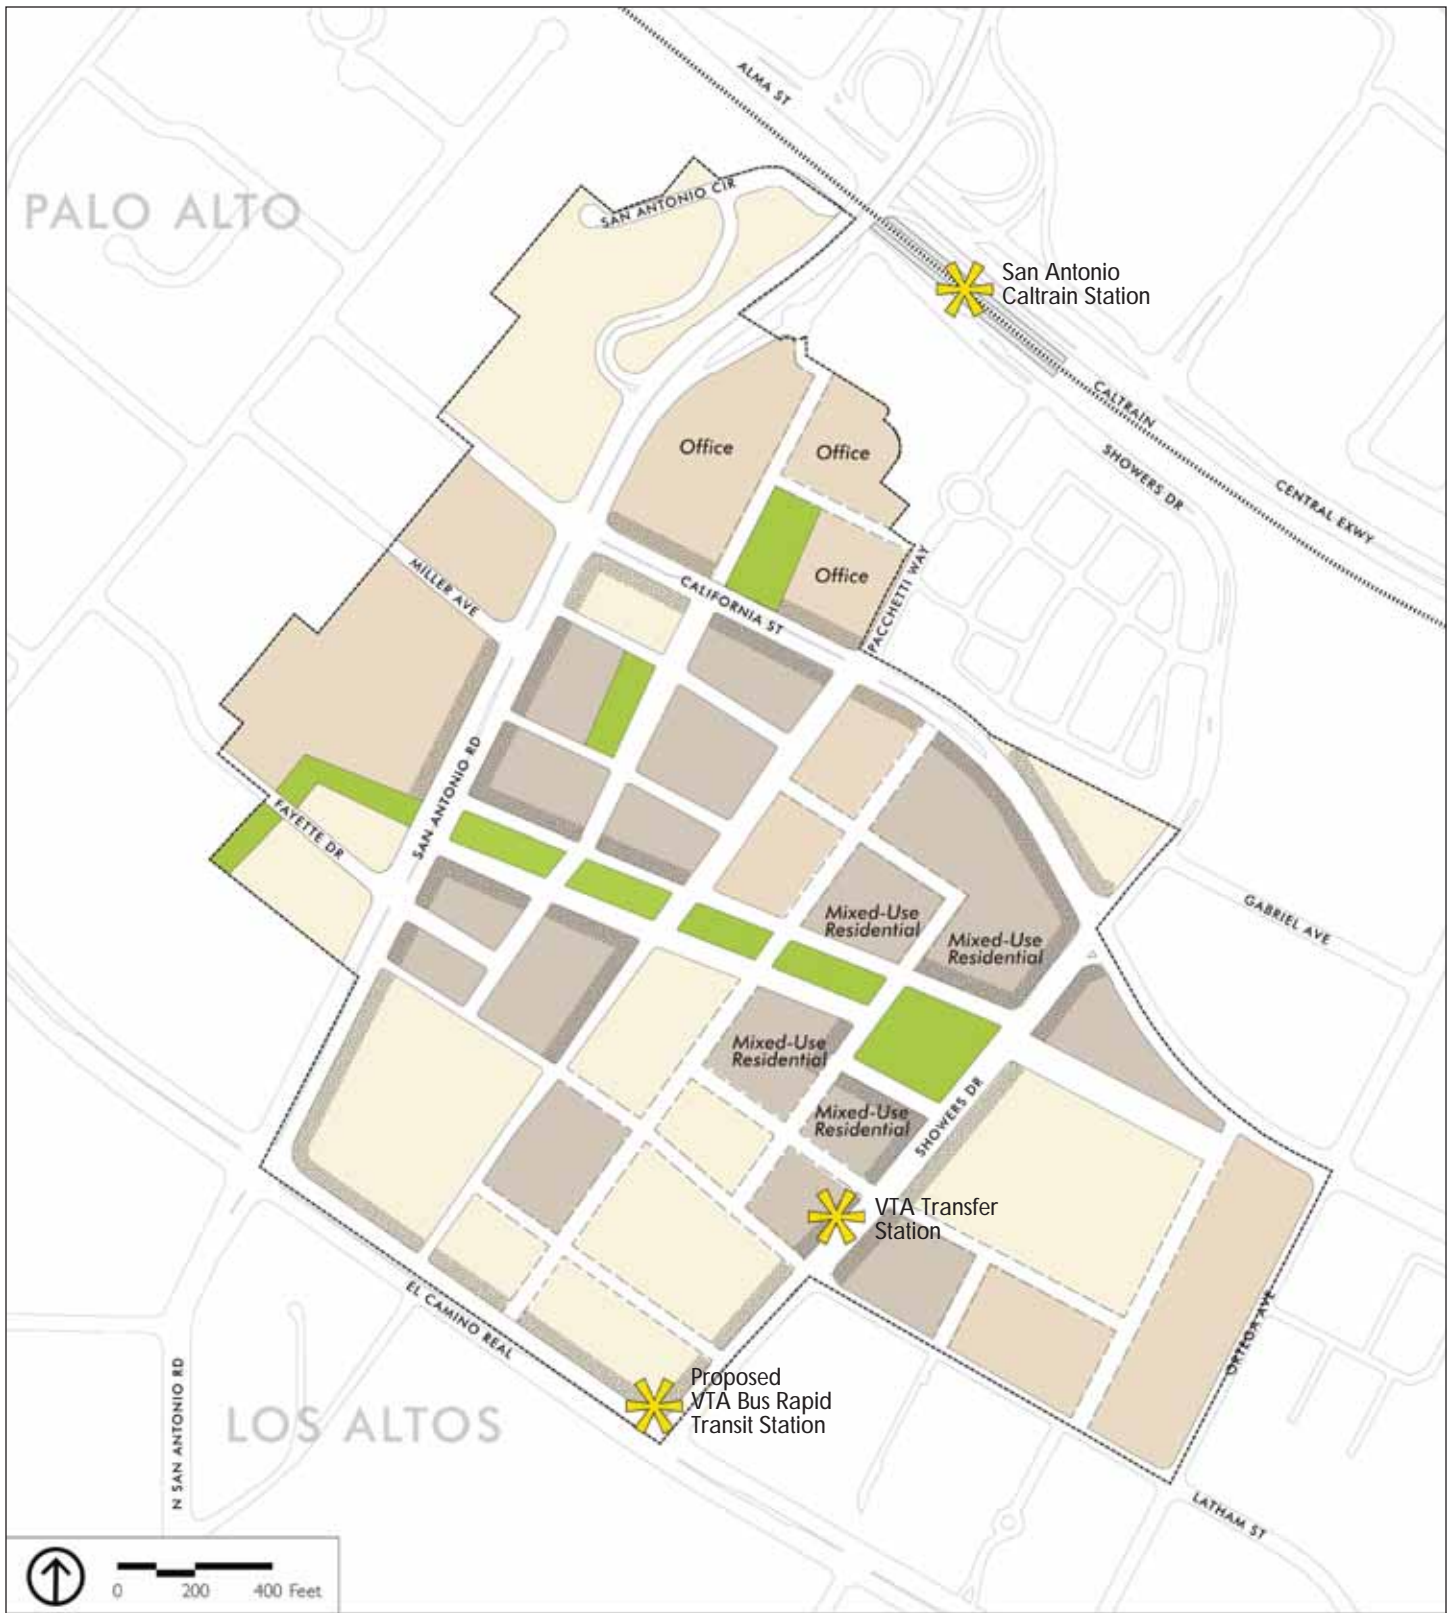 ALMA ST
PALO ALTO
SAN ANTONIO CIR
San Antonio
Caltrain Station
CALTRAIN
SHOWERS DR
CENTRAL EXWY
Office
Office
Office
MILLER AVE
CALIFORNIA ST
PACCHETTI WAY
SAN ANTONIO RD
FAYETTE DR
GABRIEL AVE
Mixed-Use
Residential
Mixed-Use
Residential
Mixed-Use
Residential
Mixed-Use
Residential
SHOWERS DR
VTA Transfer
Station
EL CAMINO REAL
ORTEGA AVE
Proposed
VTA Bus Rapid
Transit Station
N SAN ANTONIO RD
LOS ALTOS
LATHAM ST
0 200 400 Feet